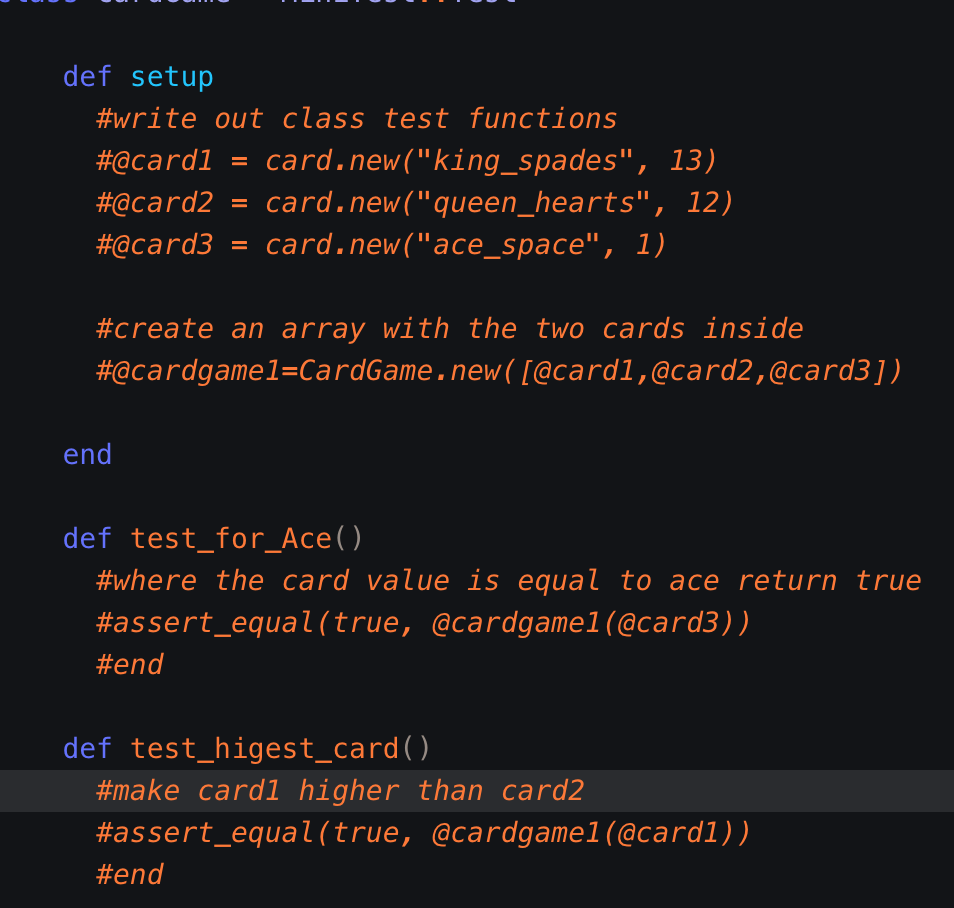 def setup
#write out class test functions
#@card1 = card.new("king_spades", 13)
#@card2 = card.new("queen_hearts", 12)
#@card3 = card.new("ace_space", 1)
#create an array with the two cards inside
#@cardgame1=CardGame.new([@card1,@card2,@card3])
end
def test_for_Ace()
#where the card value is equal to ace return true
#assert_equal(true, @cardgame1(@card3))
#end
def test_higest_card()
#make card1 higher than card2
#assert_equal(true, @cardgame1(@card1))
#end